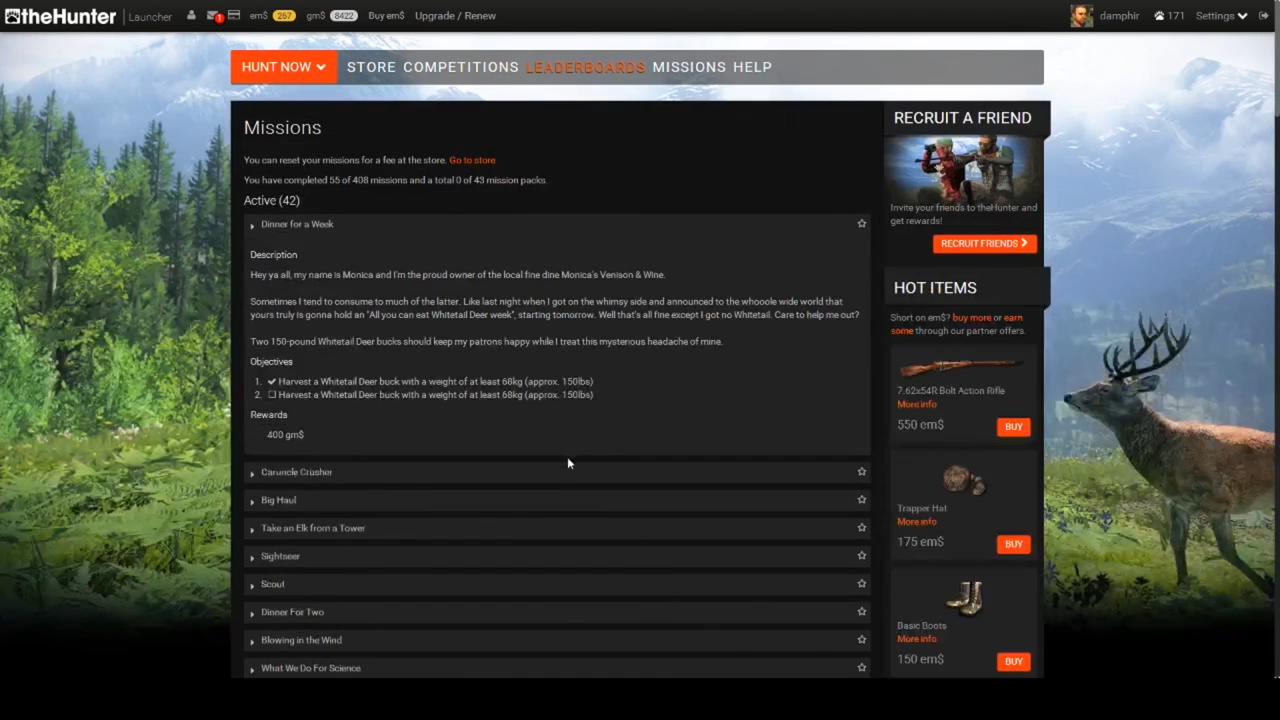 theHunter | Launcher 1 em$ 267 gm$ 8422 Buy em$ Upgrade / Renew damphir 171 Settings
HUNT NOW STORE COMPETITIONS LEADERBOARDS MISSIONS HELP
Missions
You can reset your missions for a fee at the store. Go to store
You have completed 55 of 408 missions and a total 0 of 43 mission packs.
Active (42)
Dinner for a Week
Description
Hey ya all, my name is Monica and I'm the proud owner of the local fine dine Monica's Venison & Wine.
Sometimes I tend to consume to much of the latter. Like last night when I got on the whimsy side and announced to the whooole wide world that
yours truly is gonna hold an "All you can eat Whitetail Deer week", starting tomorrow. Well that's all fine except I got no Whitetail. Care to help me out?
Two 150-pound Whitetail Deer bucks should keep my patrons happy while I treat this mysterious headache of mine.
Objectives
1. Harvest a Whitetail Deer buck with a weight of at least 68kg (approx. 150lbs)
2. Harvest a Whitetail Deer buck with a weight of at least 68kg (approx. 150lbs)
Rewards
400 gm$
Caruncle Crusher
Big Haul
Take an Elk from a Tower
Sightseer
Scout
Dinner For Two
Blowing in the Wind
What We Do For Science
RECRUIT A FRIEND
Invite your friends to theHunter and
get rewards!
RECRUIT FRIENDS
HOT ITEMS
Short on em$? buy more or earn
some through our partner offers.
7.62x54R Bolt Action Rifle
More info
550 em$ BUY
Trapper Hat
More info
175 em$ BUY
Basic Boots
More info
150 em$ BUY